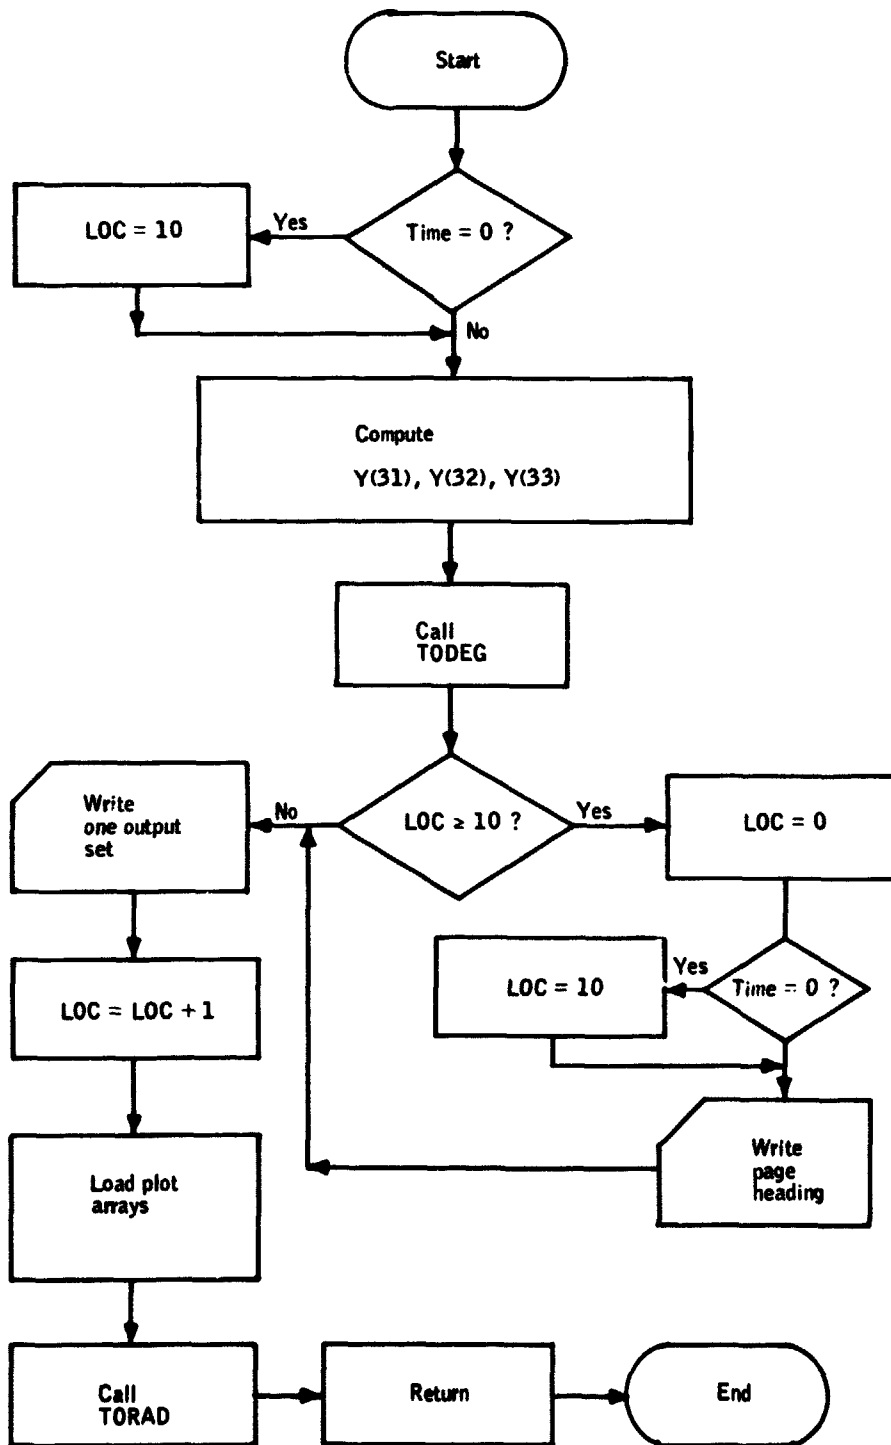 Start
Time = 0 ?
Yes
LOC = 10
No
Compute
Y(31), Y(32), Y(33)
Call
TODEG
LOC ≥ 10 ?
No
Yes
Write
one output
set
LOC = 0
LOC = LOC + 1
Time = 0 ?
Yes
LOC = 10
Write
page
heading
Load plot
arrays
Call
TORAD
Return
End